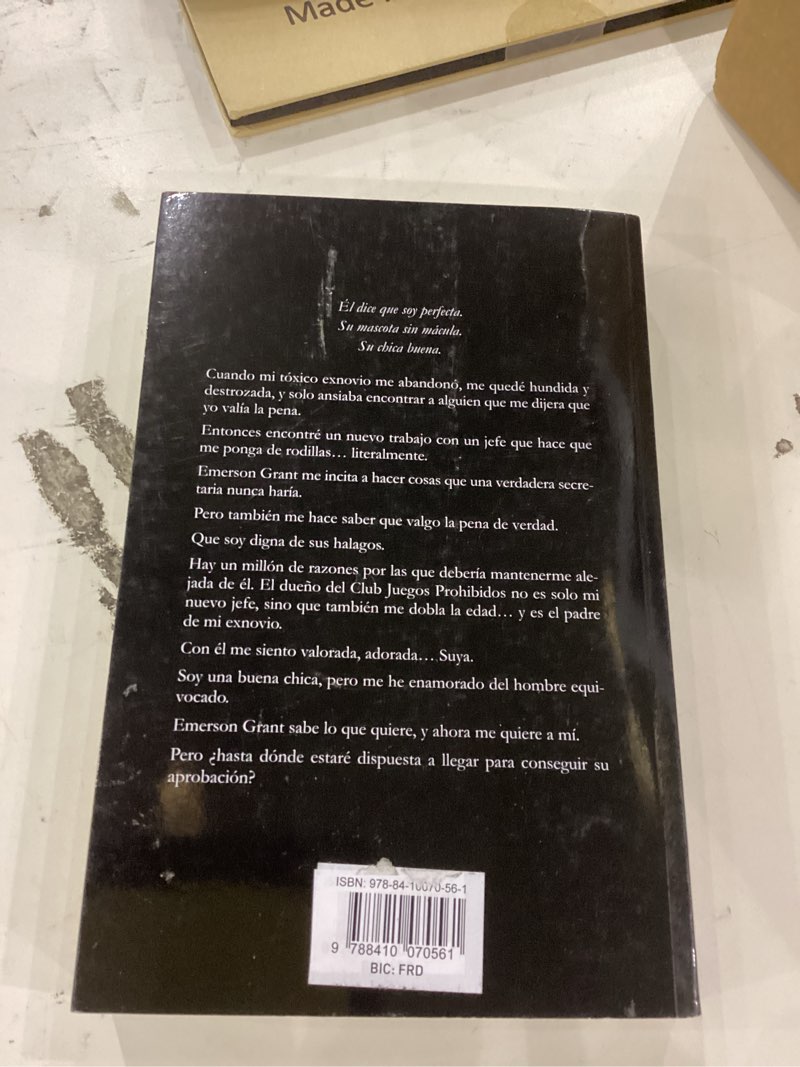 Made
Él dice que soy perfecta.
Su mascota sin mácula.
Su chica buena.
Cuando mi tóxico exnovio me abandonó, me quedé hundida y
destrozada, y solo ansiaba encontrar a alguien que me dijera que
yo valía la pena.
Entonces encontré un nuevo trabajo con un jefe que hace que
me ponga de rodillas… literalmente.
Emerson Grant me incita a hacer cosas que una verdadera secre-
taria nunca haría.
Pero también me hace saber que valgo la pena de verdad.
Que soy digna de sus halagos.
Hay un millón de razones por las que debería mantenerme ale-
jada de él. El dueño del Club Juegos Prohibidos no es solo mi
nuevo jefe, sino que también me dobla la edad… y es el padre
de mi exnovio.
Con él me siento valorada, adorada… Suya.
Soy una buena chica, pero me he enamorado del hombre equi-
vocado.
Emerson Grant sabe lo que quiere, y ahora me quiere a mí.
Pero ¿hasta dónde estaré dispuesta a llegar para conseguir su
aprobación?
ISBN: 978-84-10070-56-1
9 788410 070561
BIC: FRD